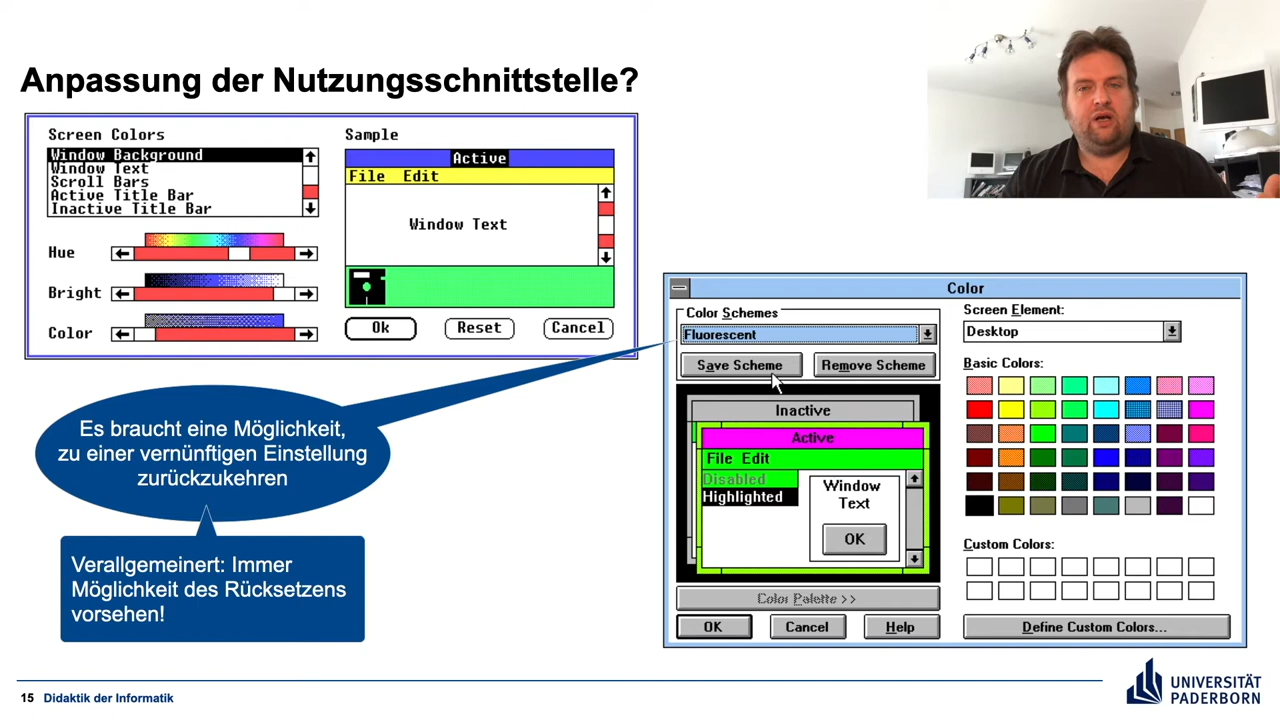 Anpassung der Nutzungsschnittstelle?
Screen Colors
Window Background
Window Text
Scroll Bars
Active Title Bar
Inactive Title Bar
Hue
Bright
Color
Sample
Active
File Edit
Window Text
Ok
Reset
Cancel
Es braucht eine Möglichkeit,
zu einer vernünftigen Einstellung
zurückzukehren
Verallgemeinert: Immer
Möglichkeit des Rücksetzens
vorsehen!
Color
Color Schemes
Fluorescent
Save Scheme
Remove Scheme
Inactive
Active
File Edit
Disabled
Highlighted
Window
Text
OK
Color Palette >>
OK
Cancel
Help
Screen Element:
Desktop
Basic Colors:
Custom Colors:
Define Custom Colors...
15 Didaktik der Informatik
UNIVERSITÄT
PADERBORN